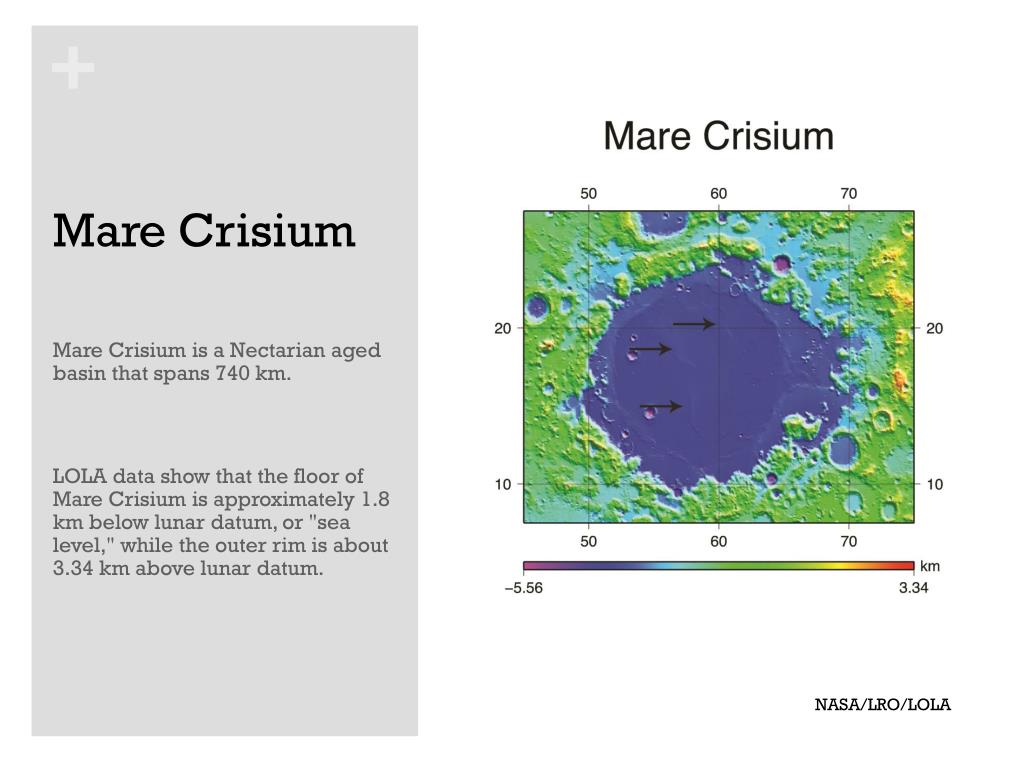 +
Mare Crisium
Mare Crisium is a Nectarian aged
basin that spans 740 km.
LOLA data show that the floor of
Mare Crisium is approximately 1.8
km below lunar datum, or "sea
level," while the outer rim is about
3.34 km above lunar datum.
Mare Crisium
50 60 70
20 20
10 10
50 60 70
km
−5.56 3.34
NASA/LRO/LOLA